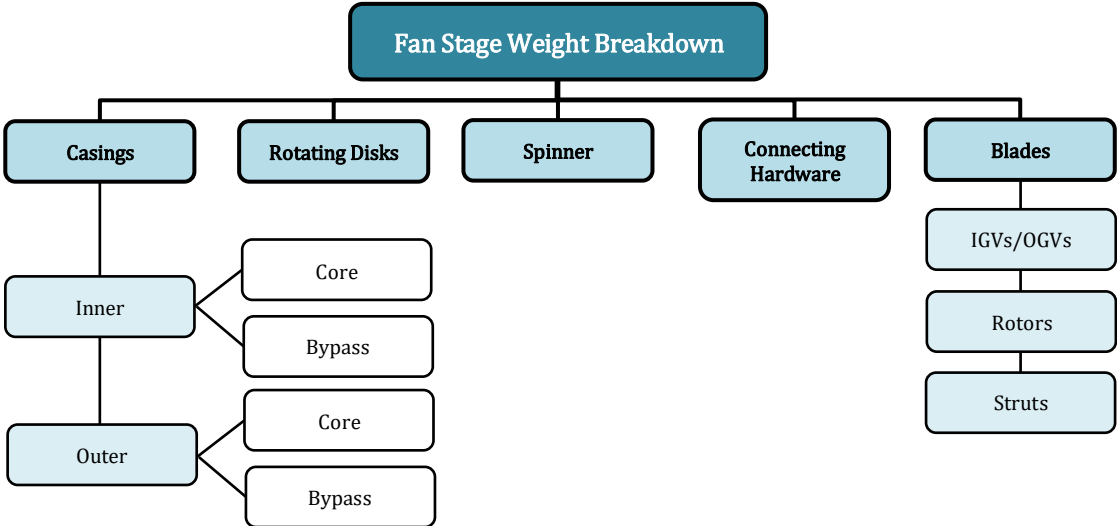 Fan Stage Weight Breakdown
Casings
Rotating Disks
Spinner
Connecting
Hardware
Blades
IGVs/OGVs
Core
Inner
Rotors
Bypass
Core
Struts
Outer
Bypass